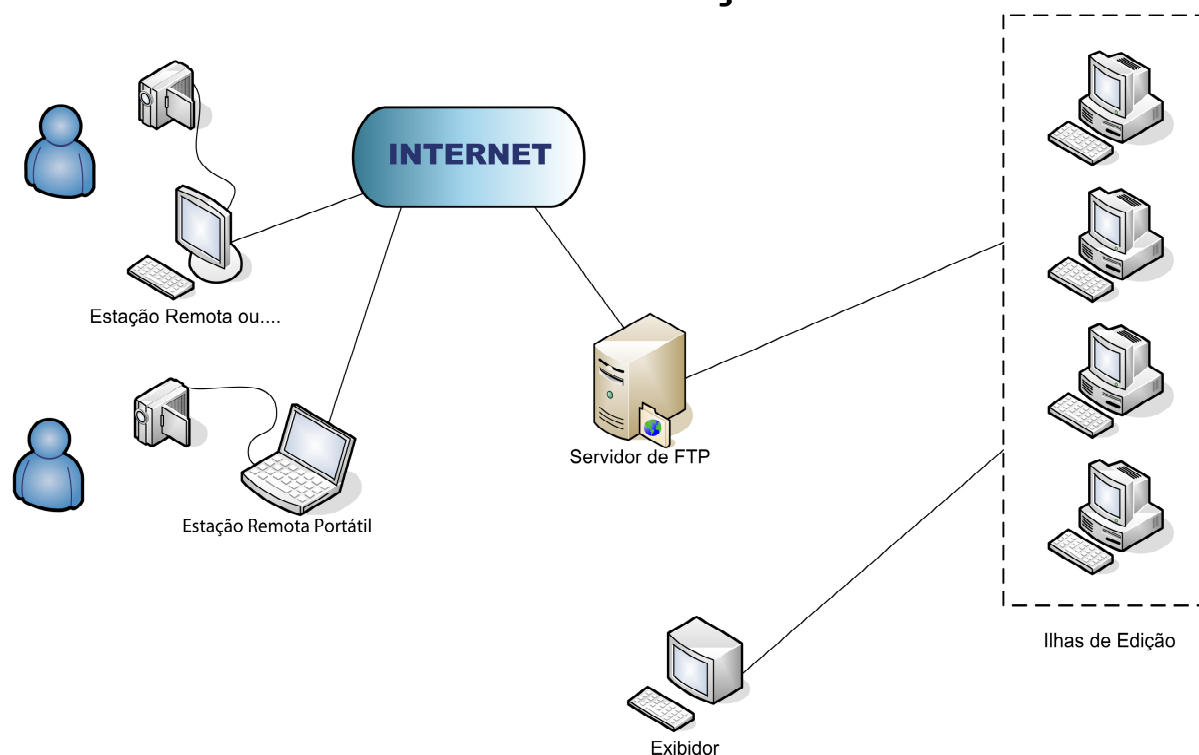 INTERNET
Estação Remota ou....
Servidor de FTP
Estação Remota Portátil
Ilhas de Edição
Exibidor